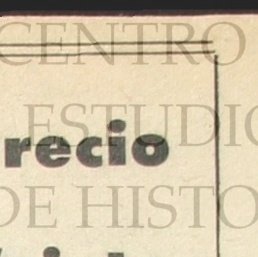 CENTRO
ESTUDIO
recio
DE HISTO